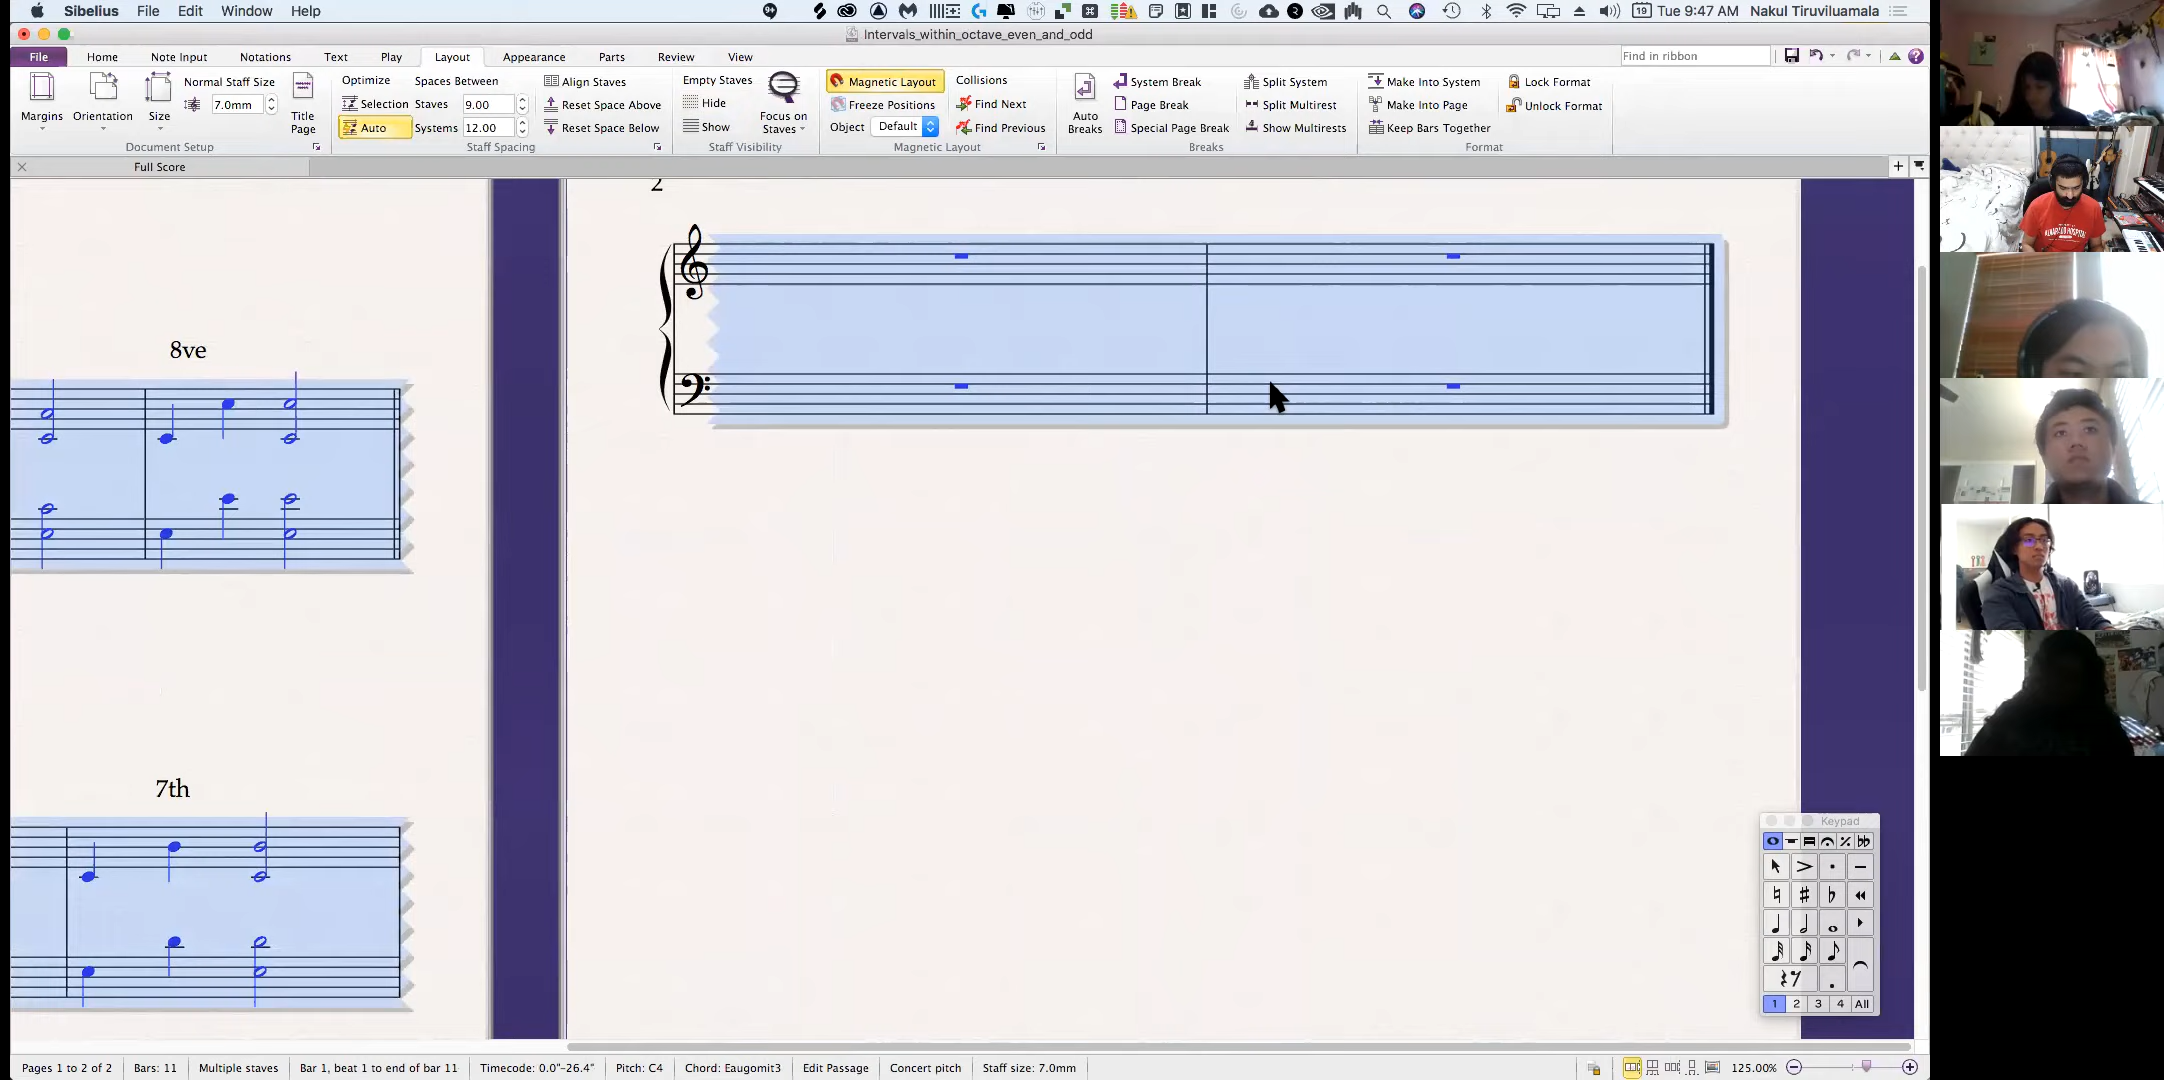 Sibelius File Edit Window Help 9+ 19 Tue 9:47 AM Nakul Tiruviluamala
Intervals_within_octave_even_and_odd
File Home Note Input Notations Text Play Layout Appearance Parts Review View Find in ribbon
Normal Staff Size Optimize Spaces Between Align Staves Empty Staves Magnetic Layout Collisions System Break Split System Make Into System Lock Format
7.0mm Selection Staves 9.00 Reset Space Above Hide Freeze Positions Find Next Page Break Split Multirest Make Into Page Unlock Format
Margins Orientation Size Title Page Auto Systems 12.00 Reset Space Below Show Focus on Staves Object Default Find Previous Auto Breaks Special Page Break Show Multirests Keep Bars Together
Document Setup Staff Spacing Staff Visibility Magnetic Layout Breaks Format
Full Score
2
8ve
7th
Keypad
1 2 3 4 All
Pages 1 to 2 of 2 Bars: 11 Multiple staves Bar 1, beat 1 to end of bar 11 Timecode: 0.0"-26.4" Pitch: C4 Chord: Eaugomit3 Edit Passage Concert pitch Staff size: 7.0mm 125.00%